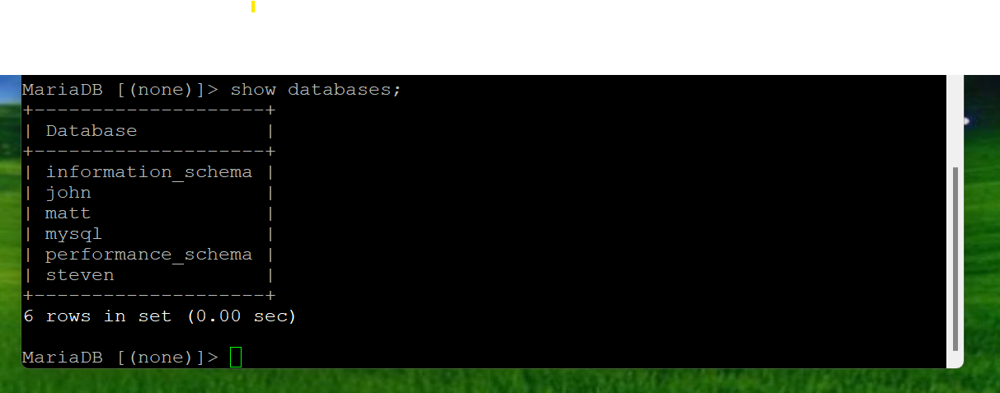 MariaDB [(none)]> show databases;
+--------------------+
| Database           |
+--------------------+
| information_schema |
| john               |
| matt               |
| mysql              |
| performance_schema |
| steven             |
+--------------------+
6 rows in set (0.00 sec)
MariaDB [(none)]>